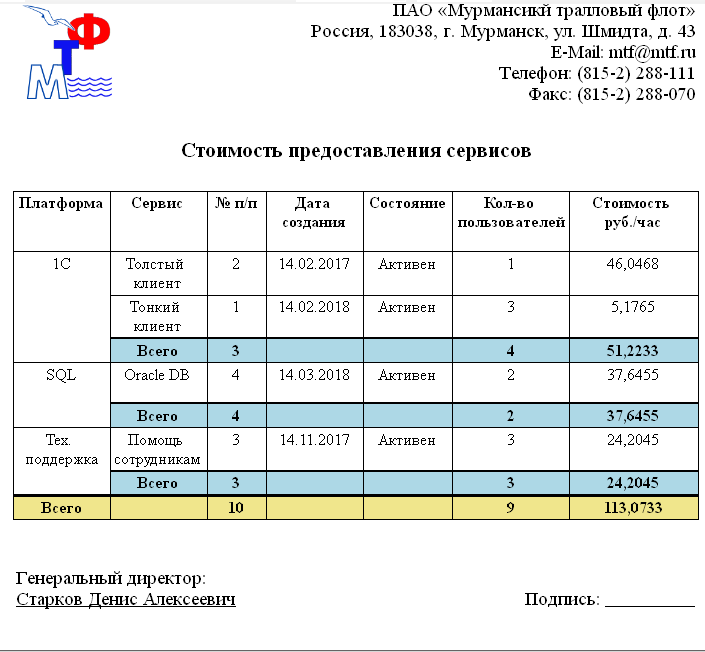 МТФ
ПАО «Мурмансикй тралловый флот»
Россия, 183038, г. Мурманск, ул. Шмидта, д. 43
E-Mail: mtf@mtf.ru
Телефон: (815-2) 288-111
Факс: (815-2) 288-070
Стоимость предоставления сервисов
Платформа Сервис № п/п Дата Состояние Кол-во Стоимость
создания пользователей руб./час
1С Толстый 2 14.02.2017 Активен 1 46,0468
клиент
Тонкий 1 14.02.2018 Активен 3 5,1765
клиент
Всего 3 4 51,2233
SQL Oracle DB 4 14.03.2018 Активен 2 37,6455
Всего 4 2 37,6455
Тех. Помощь 3 14.11.2017 Активен 3 24,2045
поддержка сотрудникам
Всего 3 3 24,2045
Всего 10 9 113,0733
Генеральный директор:
Старков Денис Алексеевич Подпись: __________